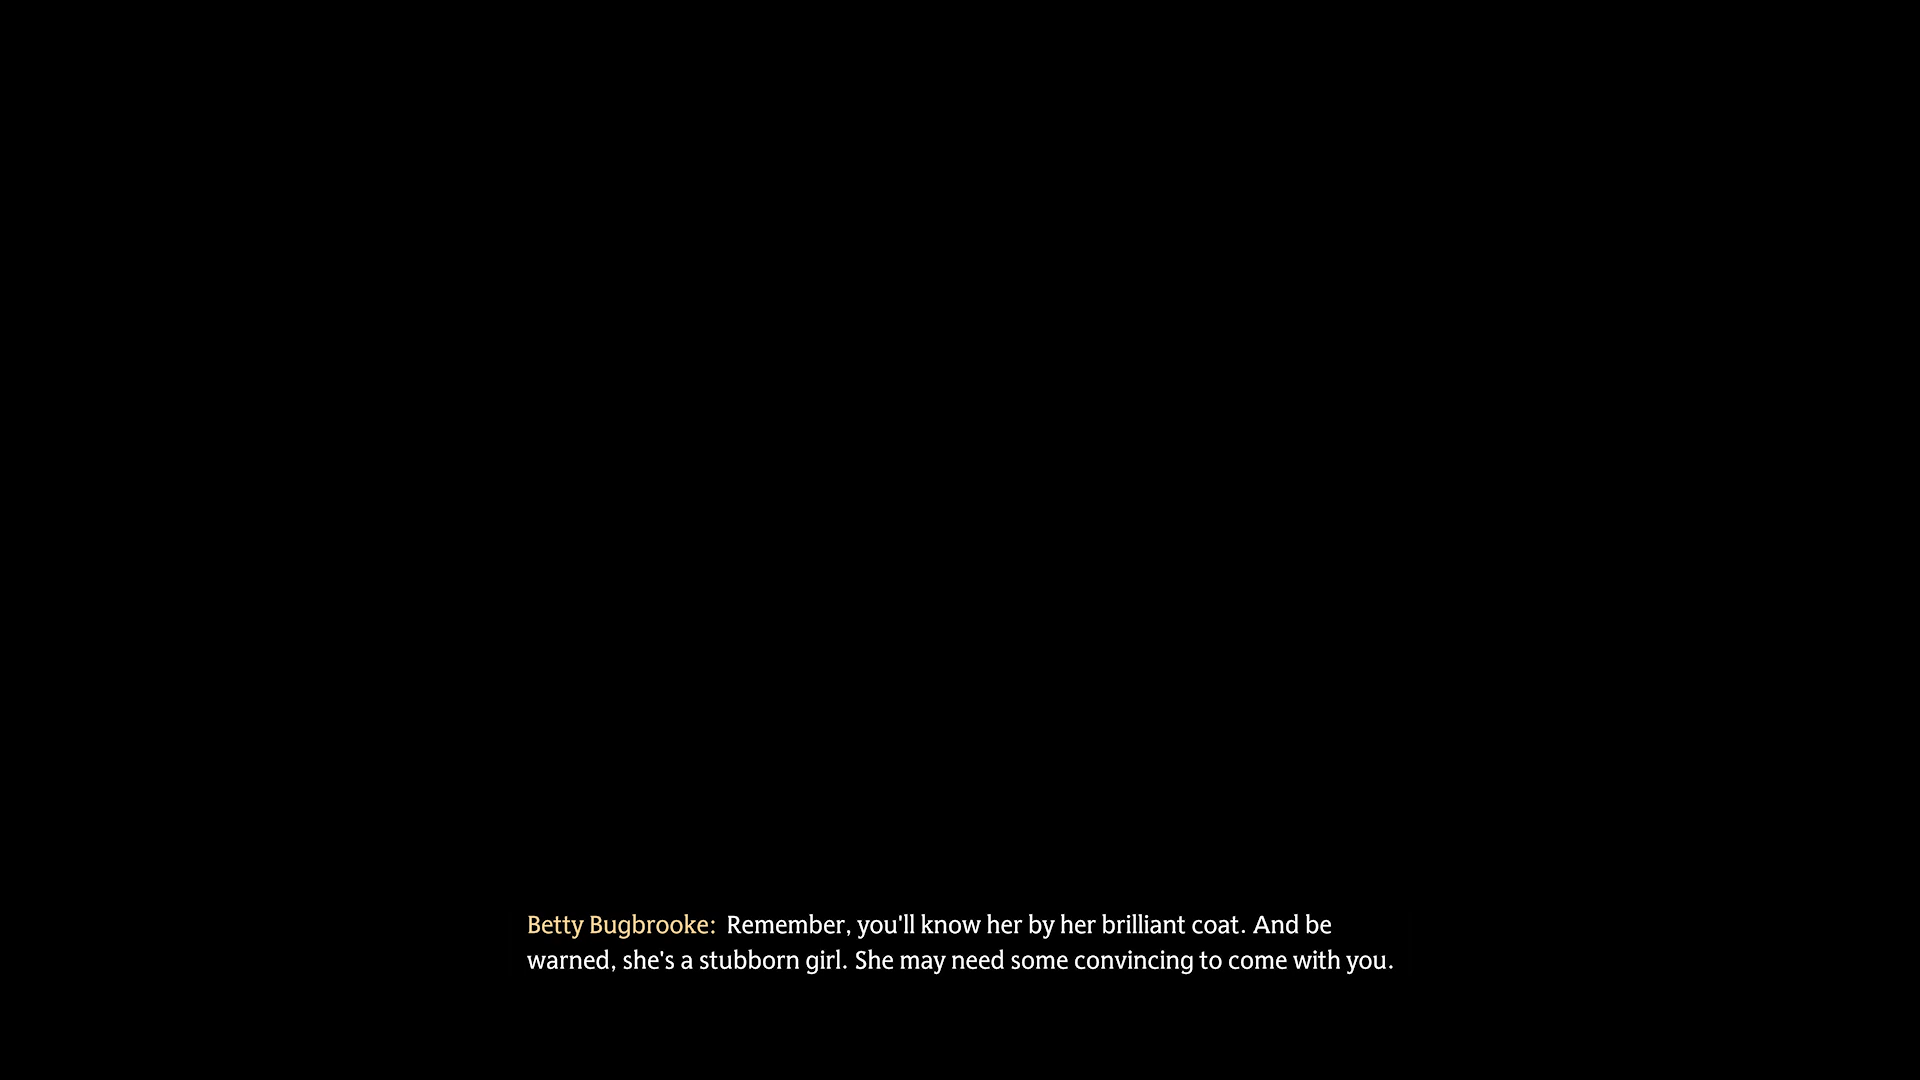 Betty Bugbrooke: Remember, you'll know her by her brilliant coat. And be
warned, she's a stubborn girl. She may need some convincing to come with you.